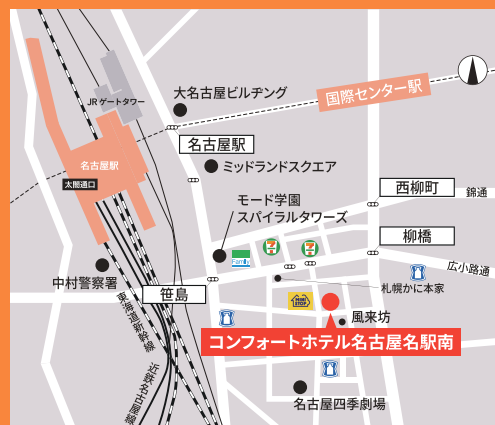 JRゲートタワー
大名古屋ビルヂング
国際センター駅
名古屋駅
名古屋駅
太閤通口
ミッドランドスクエア
西柳町
錦通
モード学園
スパイラルタワーズ
柳橋
広小路通
Family
中村警察署
笹島
札幌かに本家
MINI
STOP
風来坊
東海道新幹線
コンフォートホテル名古屋名駅南
近鉄名古屋線
名古屋四季劇場